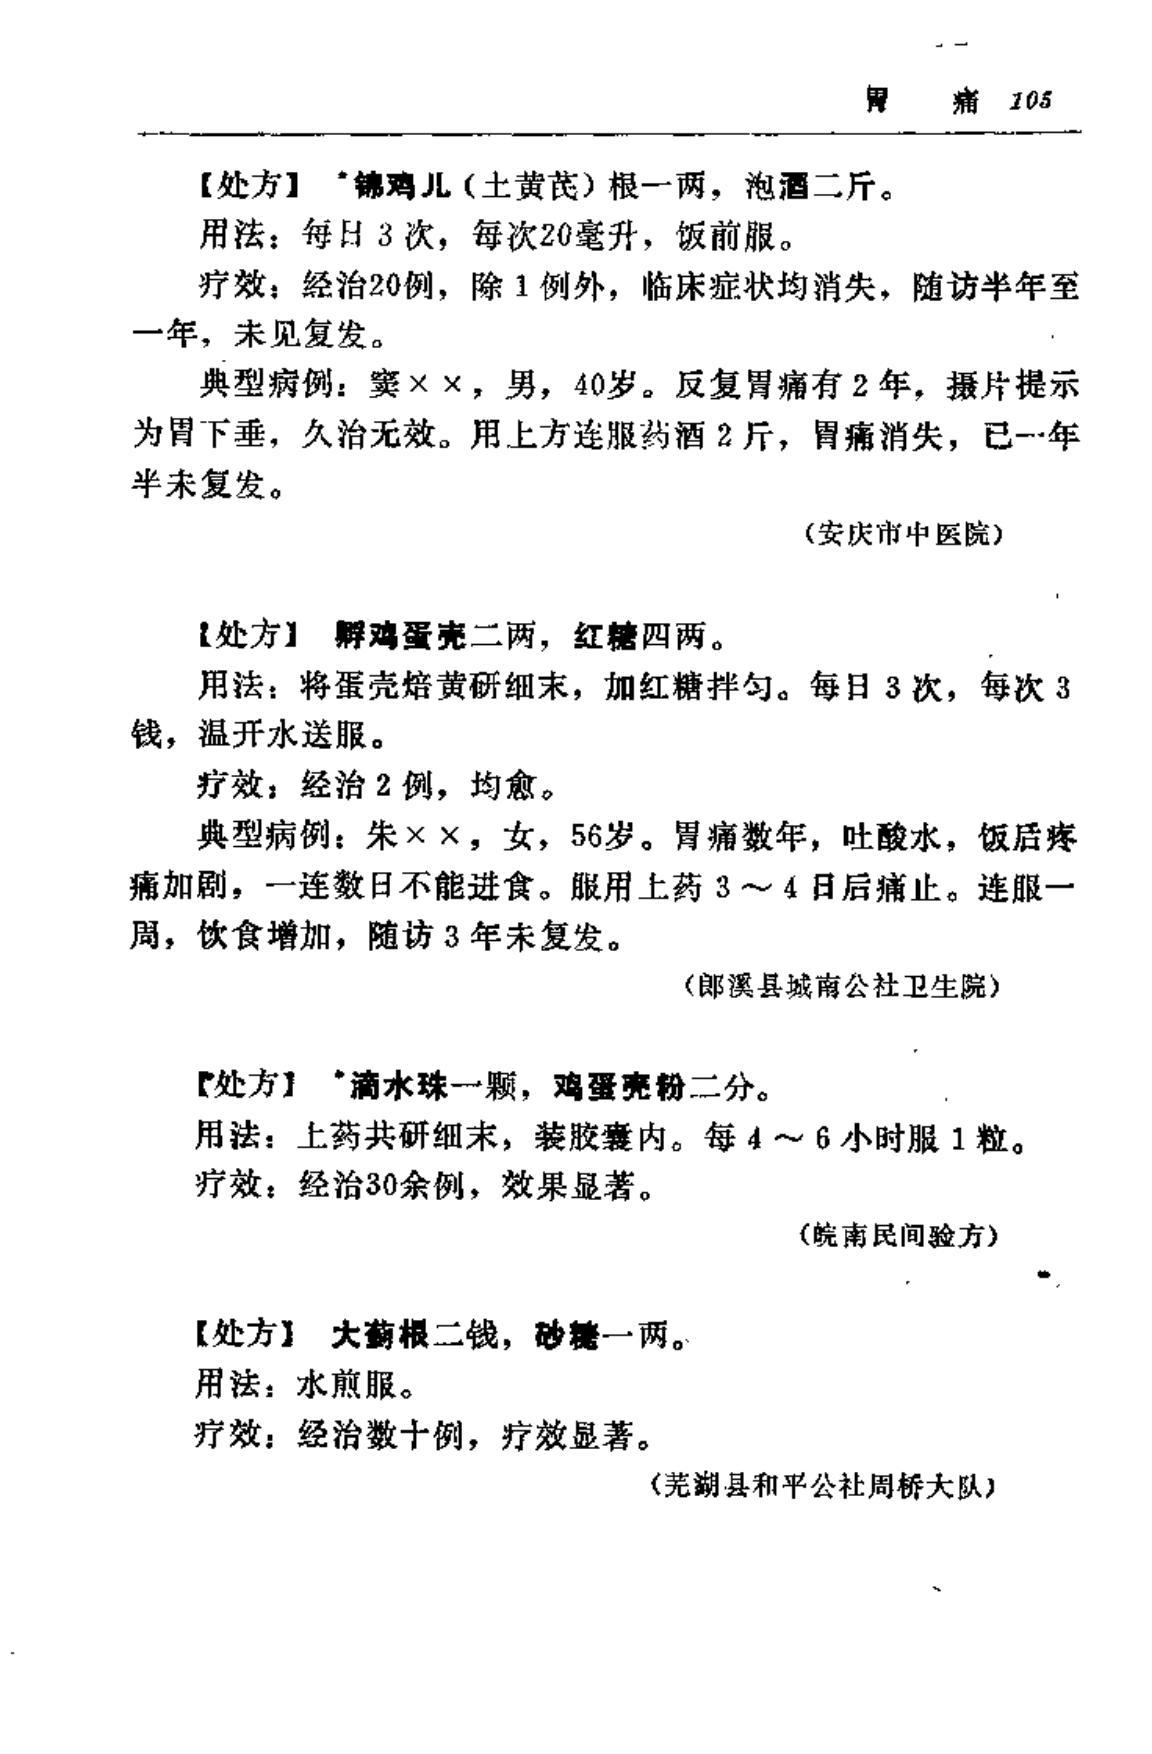 胃 痛 105
【处方】 *锦鸡儿（土黄芪）根一两，泡酒二斤。
用法：每日3次，每次20毫升，饭前服。
疗效：经治20例，除1例外，临床症状均消失，随访半年至
一年，未见复发。
典型病例：窦××，男，40岁。反复胃痛有2年，摄片提示
为胃下垂，久治无效。用上方连服药酒2斤，胃痛消失，已一年
半未复发。
（安庆市中医院）
【处方】 孵鸡蛋壳二两，红糖四两。
用法：将蛋壳焙黄研细末，加红糖拌匀。每日3次，每次3
钱，温开水送服。
疗效：经治2例，均愈。
典型病例：朱××，女，56岁。胃痛数年，吐酸水，饭后疼
痛加剧，一连数日不能进食。服用上药3～4日后痛止。连服一
周，饮食增加，随访3年未复发。
（郎溪县城南公社卫生院）
【处方】 *滴水珠一颗，鸡蛋壳粉二分。
用法：上药共研细末，装胶囊内。每4～6小时服1粒。
疗效：经治30余例，效果显著。
（皖南民间验方）
【处方】 大蓟根二钱，砂糖一两。
用法：水煎服。
疗效：经治数十例，疗效显著。
（芜湖县和平公社周桥大队）